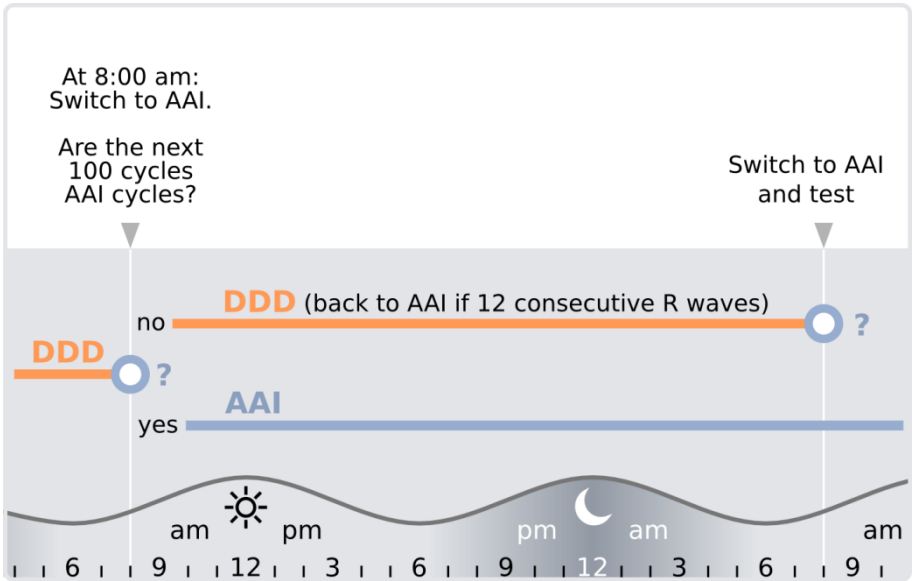 At 8:00 am:
Switch to AAI.
Are the next
100 cycles
AAI cycles?
Switch to AAI
and test
DDD (back to AAI if 12 consecutive R waves)
no
?
DDD
?
AAI
yes
am pm pm am am
6 9 12 3 6 9 12 3 6 9